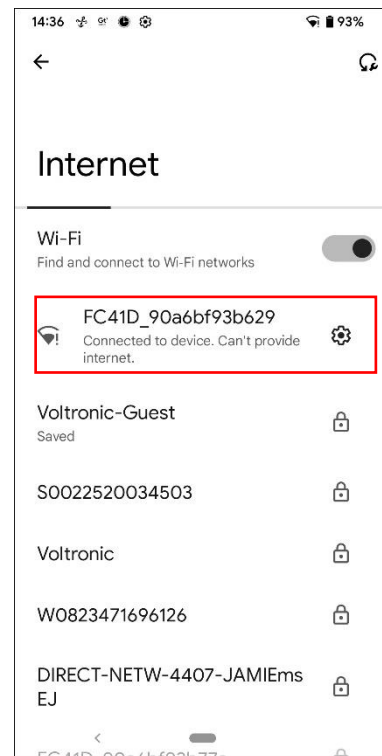 14:36 93%
Internet
Wi-Fi
Find and connect to Wi-Fi networks
FC41D_90a6bf93b629
Connected to device. Can't provide
internet.
Voltronic-Guest
Saved
S0022520034503
Voltronic
W0823471696126
DIRECT-NETW-4407-JAMIEms
EJ